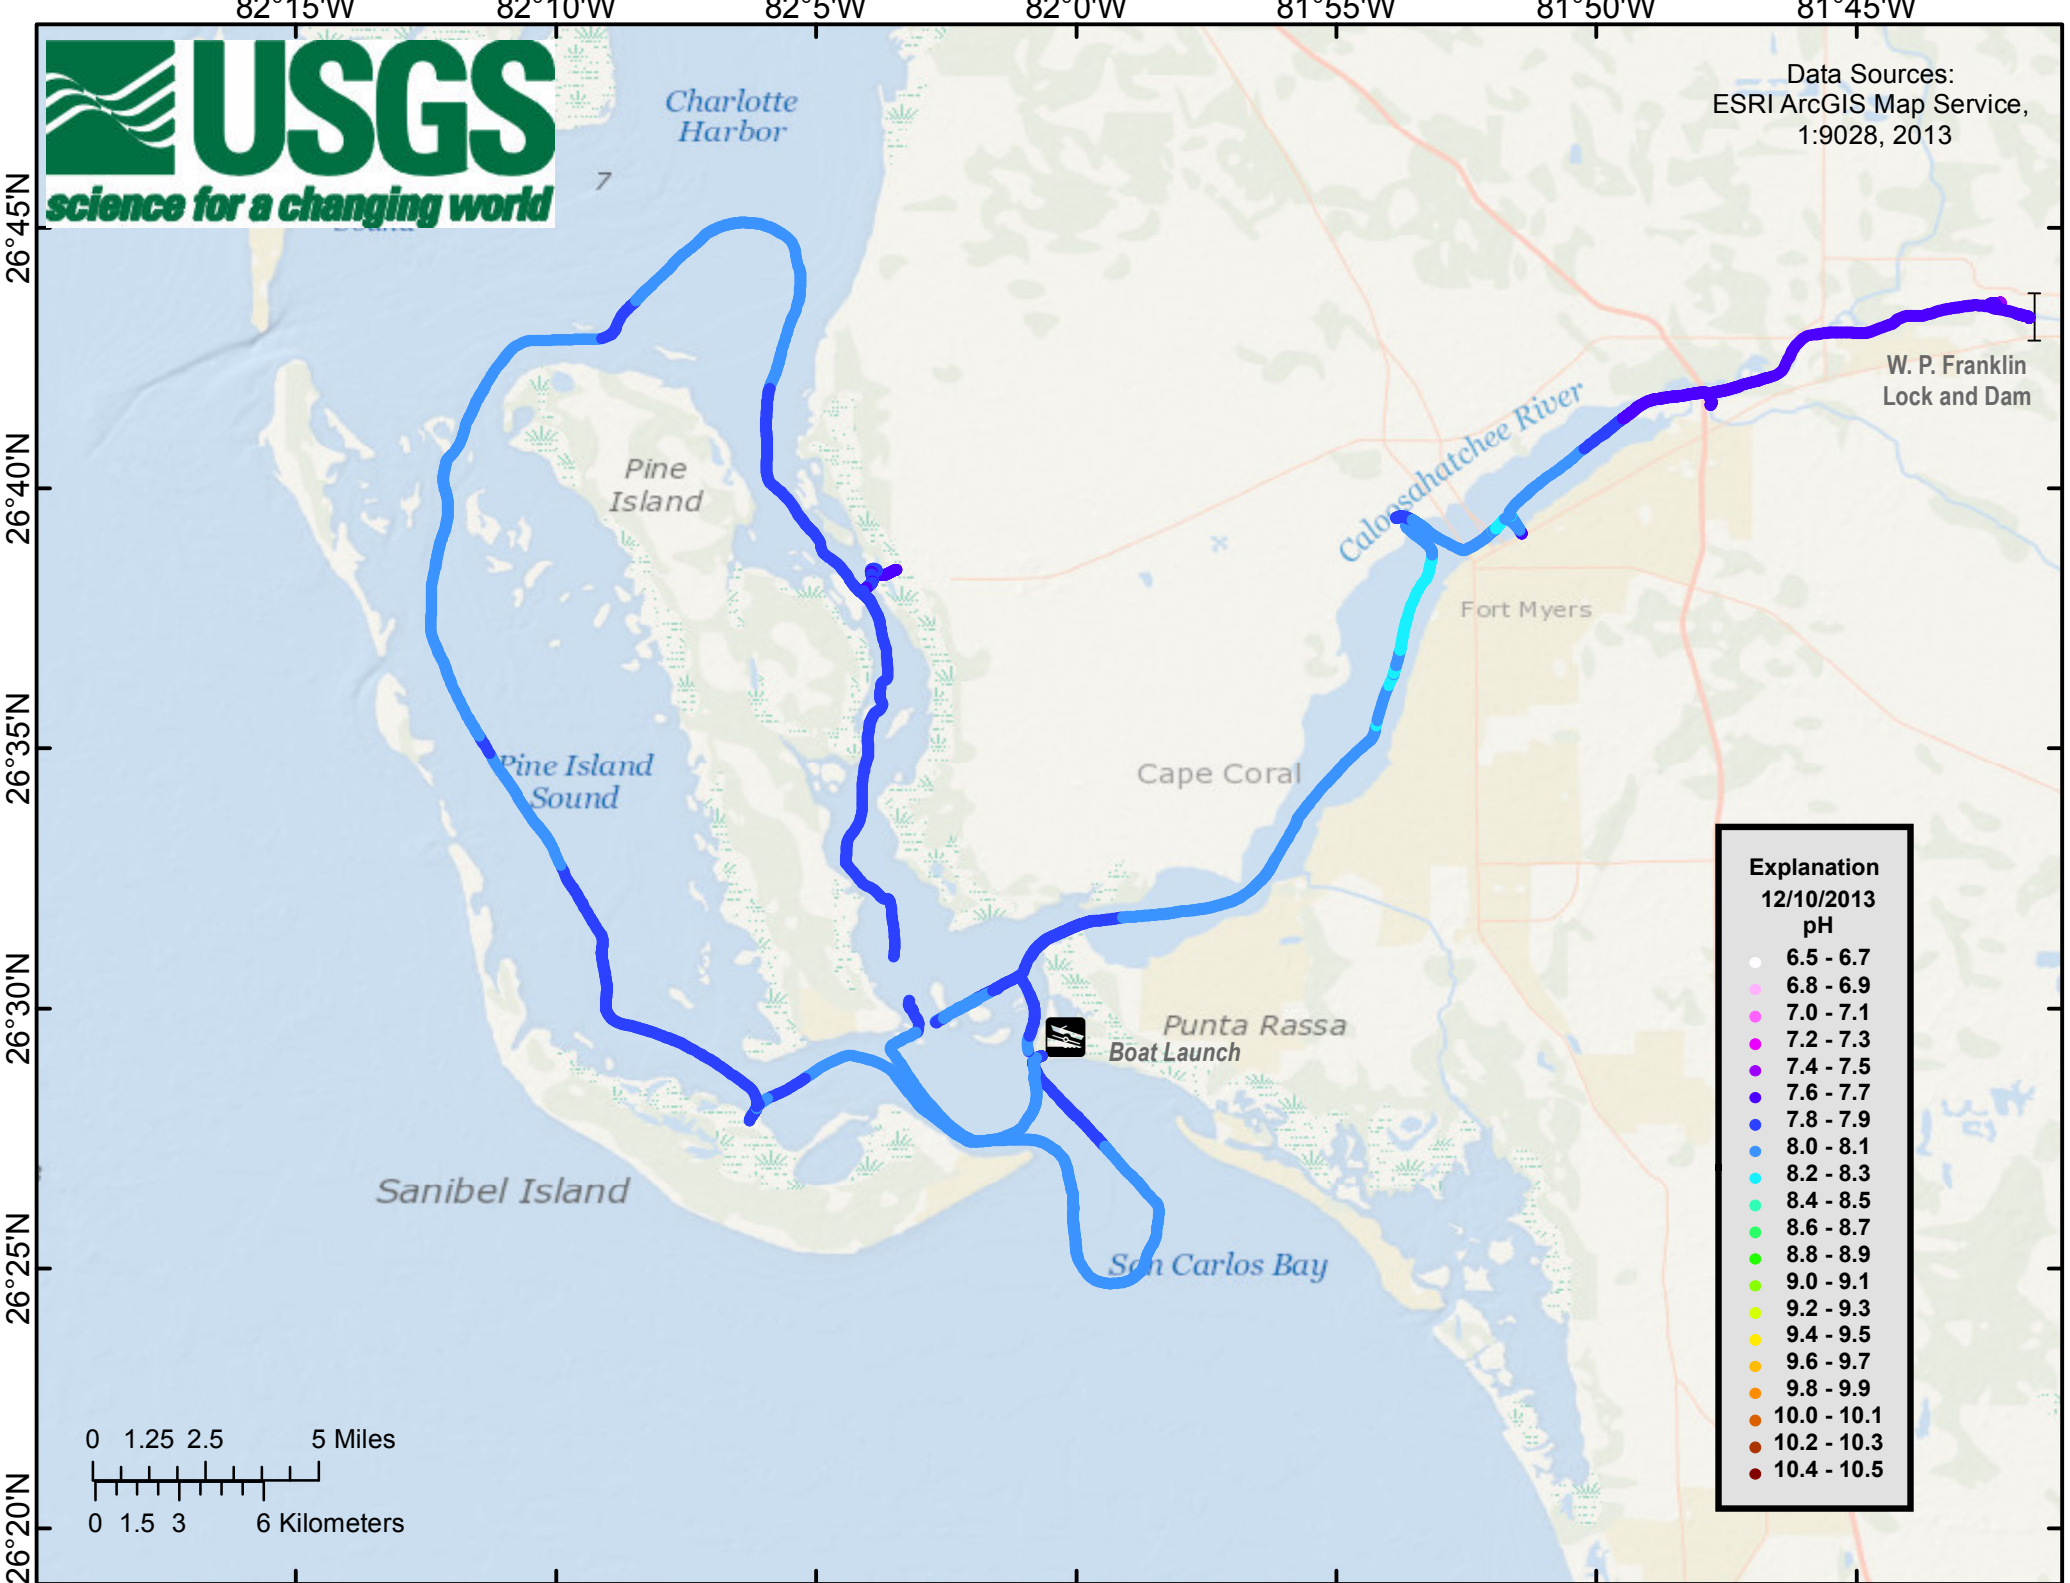 82°15'W 82°10'W 82°5'W 82°0'W 81°55'W 81°50'W 81°45'W
USGS
science for a changing world
Data Sources:
ESRI ArcGIS Map Service,
1:9028, 2013
Charlotte
Harbor
7
Sound
26°45'N
26°40'N
26°35'N
26°30'N
26°25'N
26°20'N
W. P. Franklin
Lock and Dam
Caloosahatchee River
Pine
Island
Fort Myers
Pine Island
Sound
Cape Coral
Punta Rassa
Boat Launch
Sanibel Island
San Carlos Bay
Explanation
12/10/2013
pH
6.5 - 6.7
6.8 - 6.9
7.0 - 7.1
7.2 - 7.3
7.4 - 7.5
7.6 - 7.7
7.8 - 7.9
8.0 - 8.1
8.2 - 8.3
8.4 - 8.5
8.6 - 8.7
8.8 - 8.9
9.0 - 9.1
9.2 - 9.3
9.4 - 9.5
9.6 - 9.7
9.8 - 9.9
10.0 - 10.1
10.2 - 10.3
10.4 - 10.5
0 1.25 2.5 5 Miles
0 1.5 3 6 Kilometers